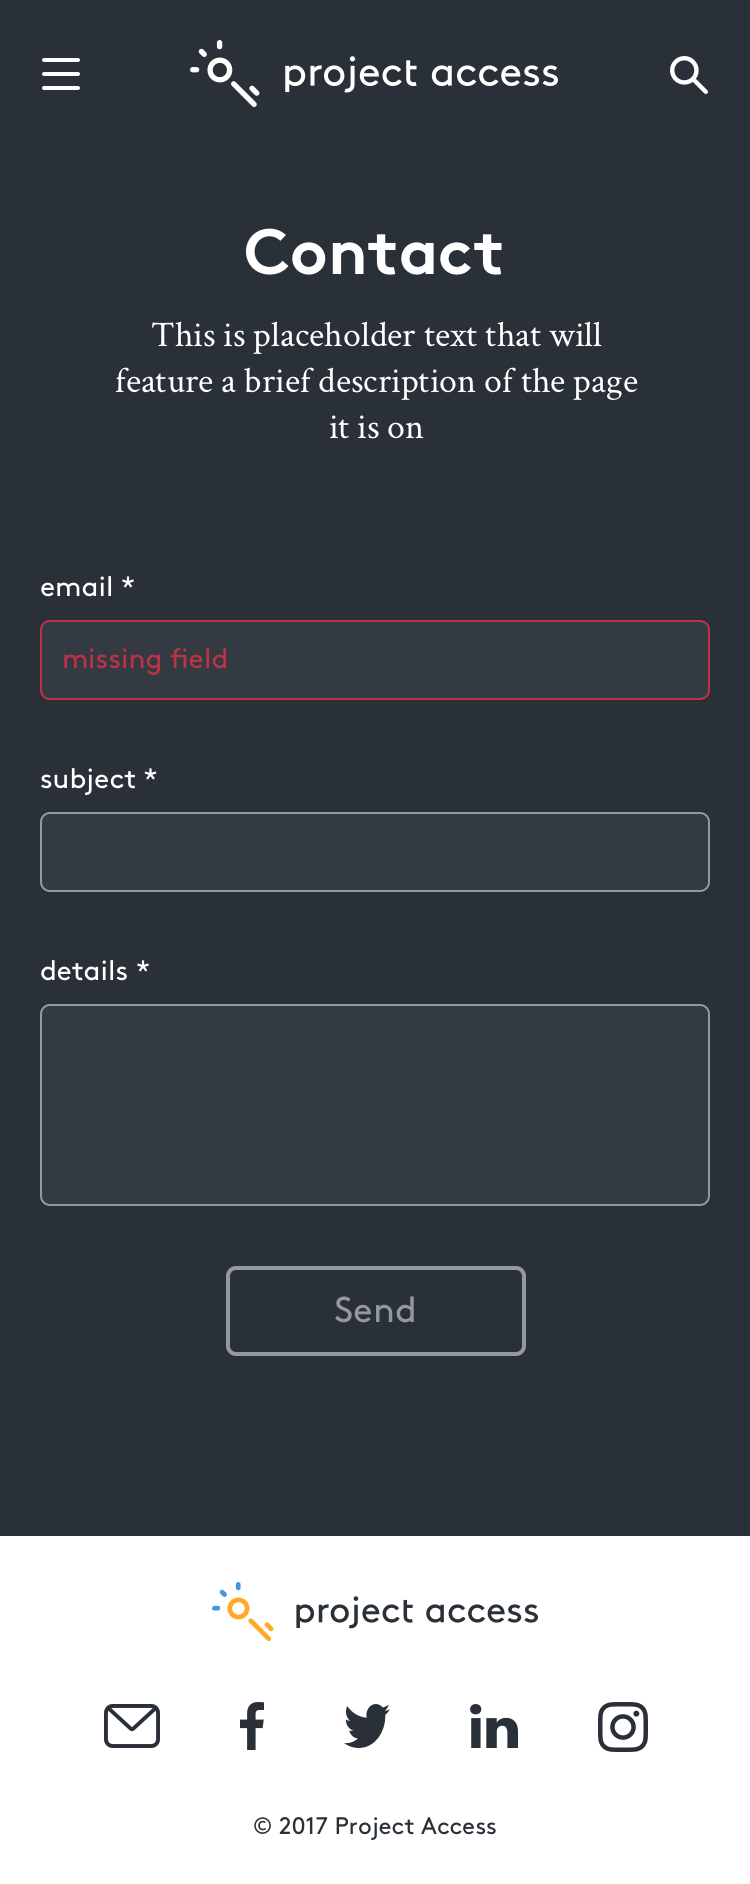 project access
Contact
This is placeholder text that will
feature a brief description of the page
it is on
email *
missing field
subject *
details *
Send
project access
© 2017 Project Access